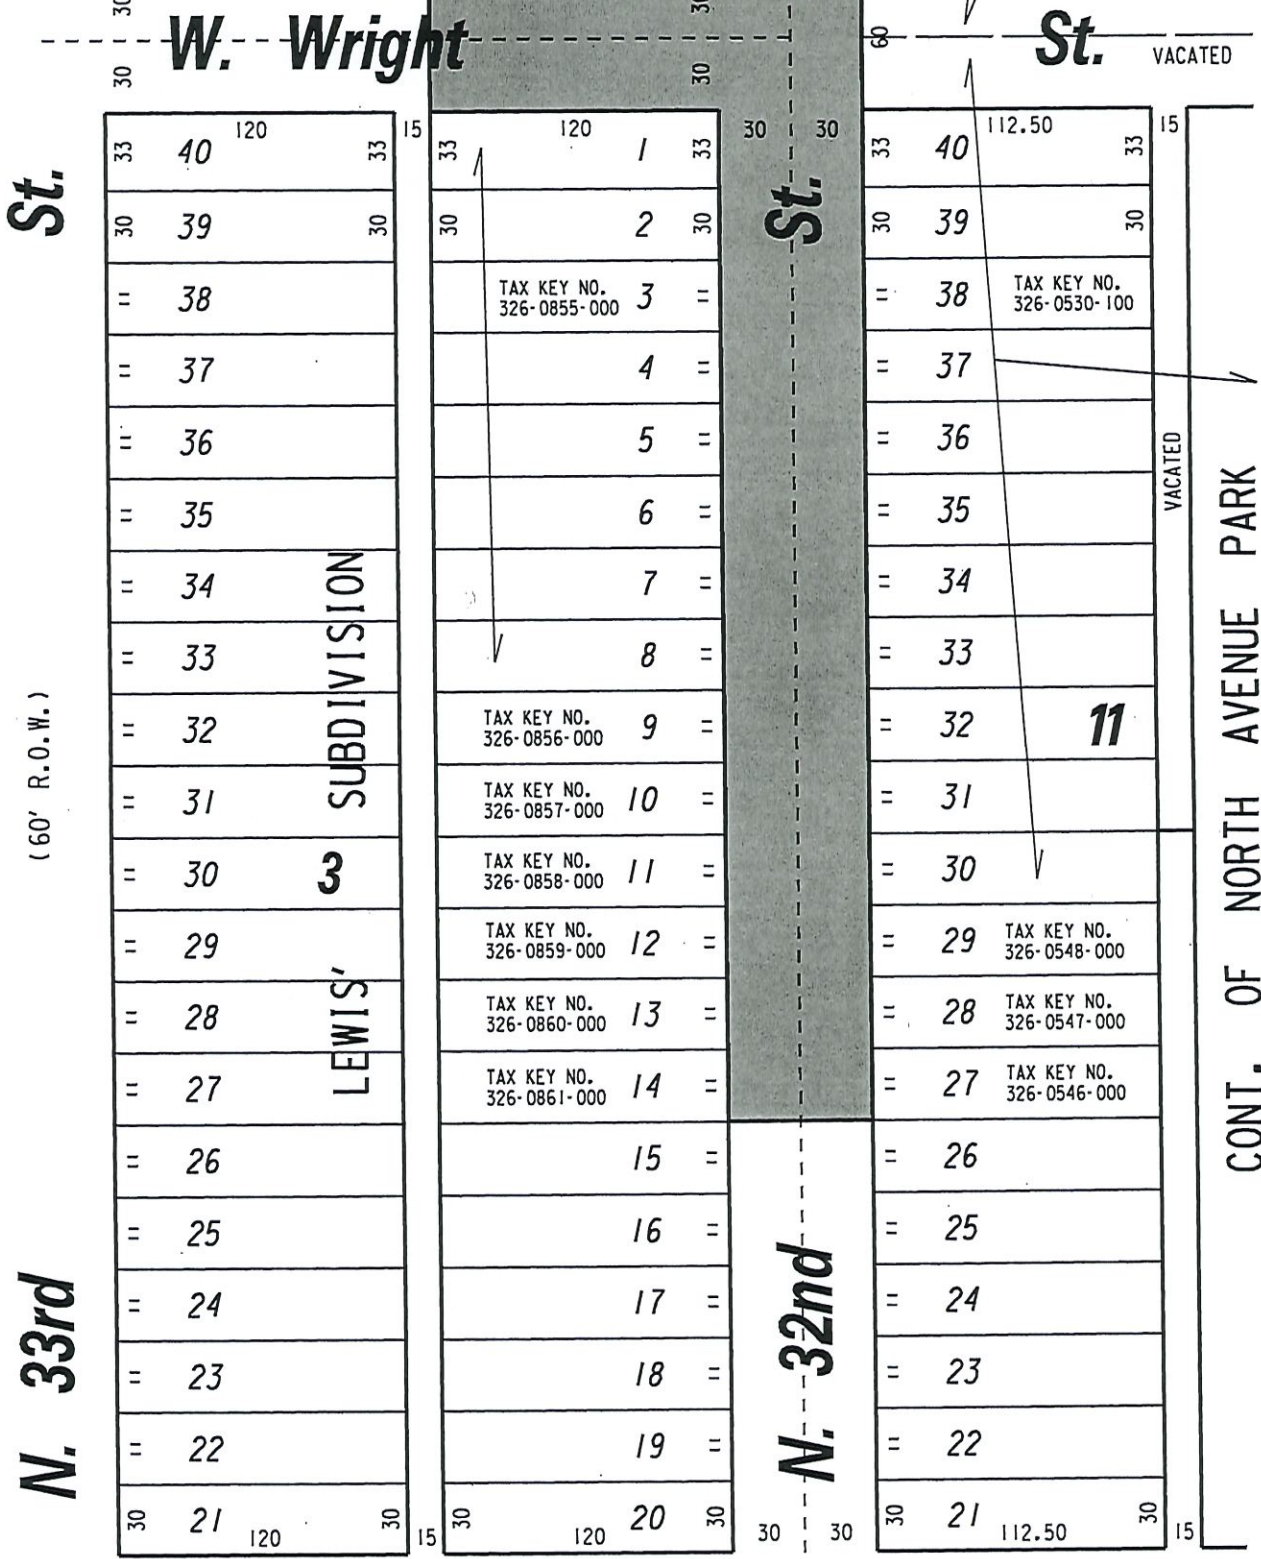 30 30
W. Wright St. VACATED
30 30 60
120 15 120 30 30 112.50 15
33 40 33 33 1 33 33 40 33
St. St.
30 39 30 30 2 30 30 39 30
= 38 TAX KEY NO. 3 = = 38 TAX KEY NO.
326-0855-000 326-0530-100
= 37 4 = = 37
= 36 5 = = 36
VACATED
= 35 6 = = 35
= 34 7 = = 34
= 33 8 = = 33
(60' R.O.W.)
LEWIS' SUBDIVISION
CONT. OF NORTH AVENUE PARK
= 32 TAX KEY NO. 9 = = 32 11
326-0856-000
= 31 TAX KEY NO. 10 = = 31
326-0857-000
= 30 3 TAX KEY NO. 11 = = 30
326-0858-000
= 29 TAX KEY NO. 12 = = 29 TAX KEY NO.
326-0859-000 326-0548-000
= 28 TAX KEY NO. 13 = = 28 TAX KEY NO.
326-0860-000 326-0547-000
= 27 TAX KEY NO. 14 = = 27 TAX KEY NO.
326-0861-000 326-0546-000
= 26 15 = = 26
= 25 16 = = 25
N. 33rd N. 32nd
= 24 17 = = 24
= 23 18 = = 23
= 22 19 = = 22
30 21 30 30 20 30 30 21 30
120 15 120 30 30 112.50 15